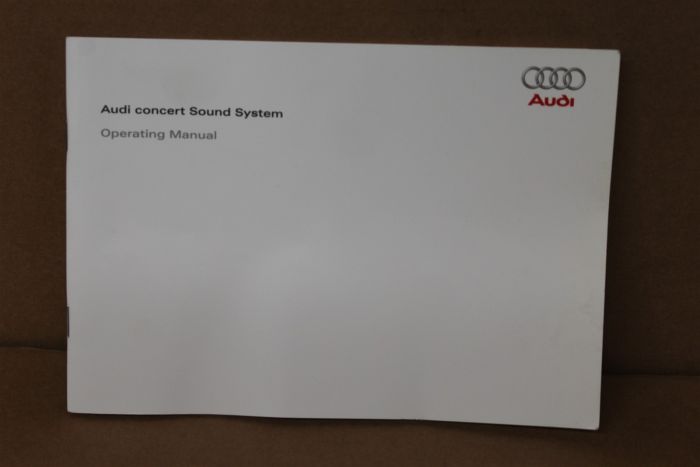 Audi concert Sound System
Operating Manual
Audi